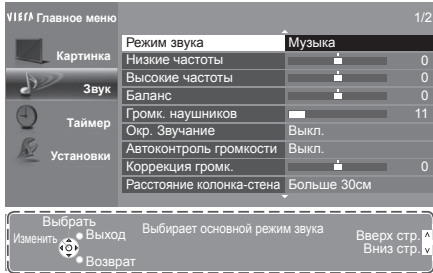 VIErA Главное меню 1/2
Картинка
Звук
Таймер
Установки
Режим звука Музыка
Низкие частоты 0
Высокие частоты 0
Баланс 0
Громк. наушников 11
Окр. Звучание Выкл.
Автоконтроль громкости Выкл.
Коррекция громк. 0
Расстояние колонка-стена Больше 30см
Выбрать
Изменить Выход
Возврат
Выбирает основной режим звука
Вверх стр.
Вниз стр.